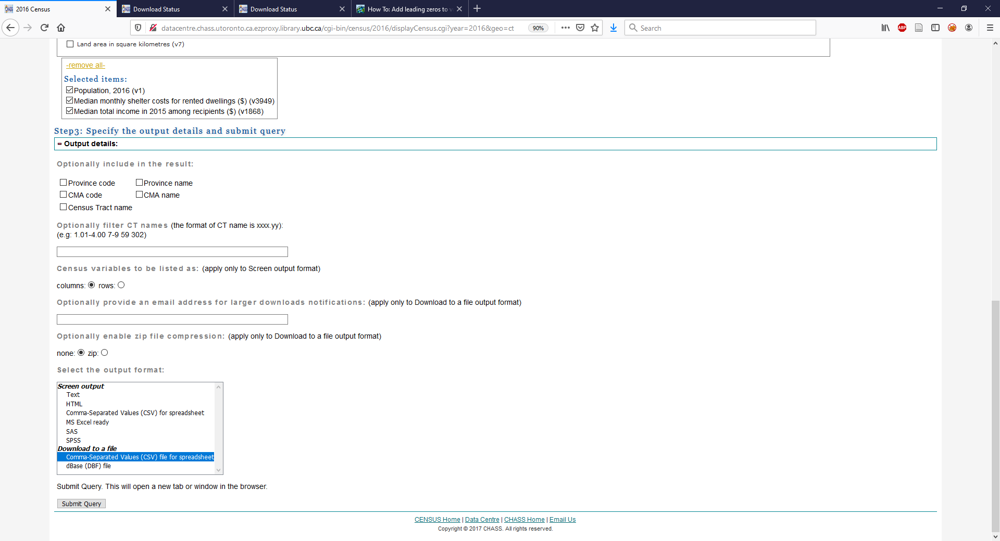 2016 Census
Download Status
Download Status
How To: Add leading zeros to v
datacentre.chass.utoronto.ca.ezproxy.library.ubc.ca/cgi-bin/census/2016/displayCensus.cgi?year=2016&geo=ct
90%
Search
ABP
Land area in square kilometres (v7)
-remove all-
Selected items:
Population, 2016 (v1)
Median monthly shelter costs for rented dwellings ($) (v3949)
Median total income in 2015 among recipients ($) (v1868)
Step3: Specify the output details and submit query
Output details:
Optionally include in the result:
Province code Province name
CMA code CMA name
Census Tract name
Optionally filter CT names (the format of CT name is xxxx.yy):
(e.g: 1.01-4.00 7-9 59 302)
Census variables to be listed as: (apply only to Screen output format)
columns: rows:
Optionally provide an email address for larger downloads notifications: (apply only to Download to a file output format)
Optionally enable zip file compression: (apply only to Download to a file output format)
none: zip:
Select the output format:
Screen output
Text
HTML
Comma-Separated Values (CSV) for spreadsheet
MS Excel ready
SAS
SPSS
Download to a file
Comma-Separated Values (CSV) file for spreadsheet
dBase (DBF) file
Submit Query. This will open a new tab or window in the browser.
Submit Query
CENSUS Home | Data Centre | CHASS Home | Email Us
Copyright © 2017 CHASS. All rights reserved.